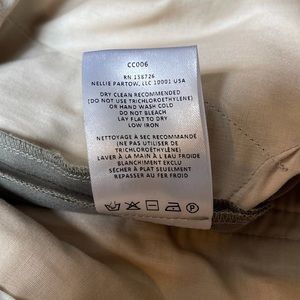 CC006
RN 138726
NELLIE PARTOW, LLC 10001 USA
DRY CLEAN RECOMMENDED
(DO NOT USE TRICHLOROETHYLENE)
OR HAND WASH COLD
DO NOT BLEACH
LAY FLAT TO DRY
LOW IRON
NETTOYAGE À SEC RECOMMANDÉ
(NE PAS UTILISER DE
TRICHLOROÉTHYLÈNE)
LAVER À LA MAIN À L'EAU FROIDE
BLANCHIMENT EXCLU
SÉCHER À PLAT SEULEMENT
REPASSER AU FER FROID
P